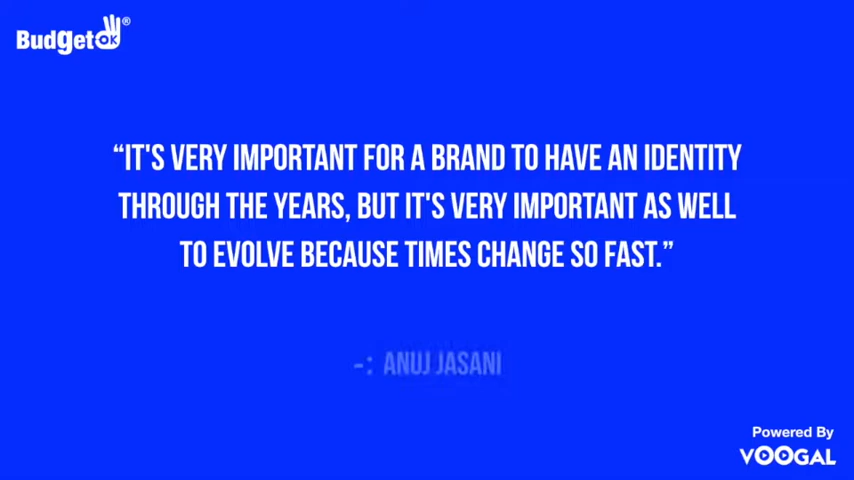 BudgetOK®
“IT'S VERY IMPORTANT FOR A BRAND TO HAVE AN IDENTITY
THROUGH THE YEARS, BUT IT'S VERY IMPORTANT AS WELL
TO EVOLVE BECAUSE TIMES CHANGE SO FAST.”
-: ANUJ JASANI
Powered By
VOOGAL